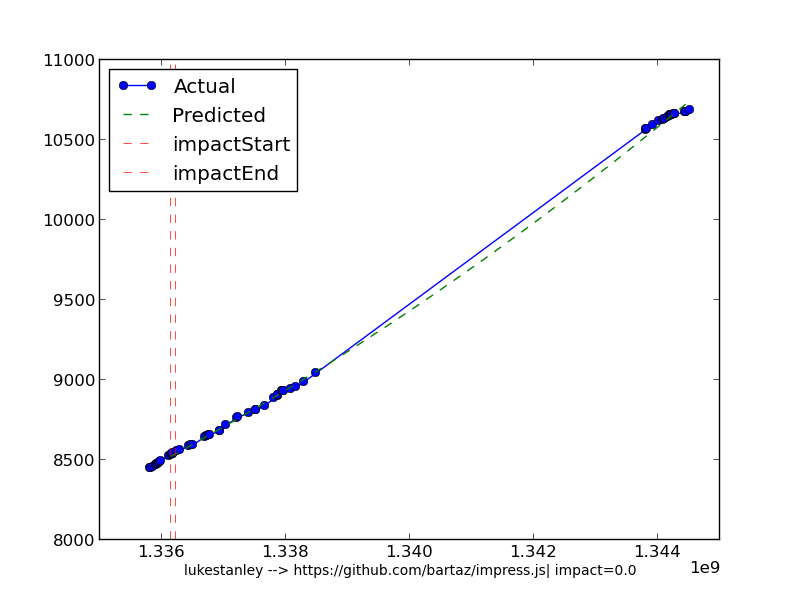 11000
10500
10000
9500
9000
8500
8000
Actual
Predicted
impactStart
impactEnd
1.336 1.338 1.340 1.342 1.344
1e9
lukestanley --> https://github.com/bartaz/impress.js| impact=0.0